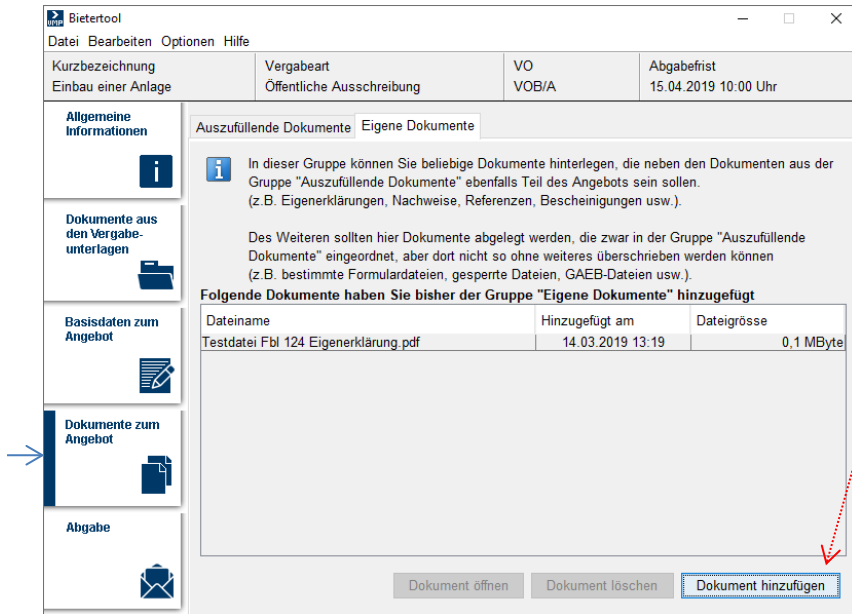 VMP Bietertool
Datei Bearbeiten Optionen Hilfe
Kurzbezeichnung Vergabeart VO Abgabefrist
Einbau einer Anlage Öffentliche Ausschreibung VOB/A 15.04.2019 10:00 Uhr
Allgemeine
Informationen
Dokumente aus
den Vergabe-
unterlagen
Basisdaten zum
Angebot
Dokumente zum
Angebot
Abgabe
Auszufüllende Dokumente Eigene Dokumente
In dieser Gruppe können Sie beliebige Dokumente hinterlegen, die neben den Dokumenten aus der
Gruppe "Auszufüllende Dokumente" ebenfalls Teil des Angebots sein sollen.
(z.B. Eigenerklärungen, Nachweise, Referenzen, Bescheinigungen usw.).
Des Weiteren sollten hier Dokumente abgelegt werden, die zwar in der Gruppe "Auszufüllende
Dokumente" eingeordnet, aber dort nicht so ohne weiteres überschrieben werden können
(z.B. bestimmte Formulardateien, gesperrte Dateien, GAEB-Dateien usw.).
Folgende Dokumente haben Sie bisher der Gruppe "Eigene Dokumente" hinzugefügt
Dateiname Hinzugefügt am Dateigrösse
Testdatei Fbl 124 Eigenerklärung.pdf 14.03.2019 13:19 0,1 MByte
Dokument öffnen Dokument löschen Dokument hinzufügen